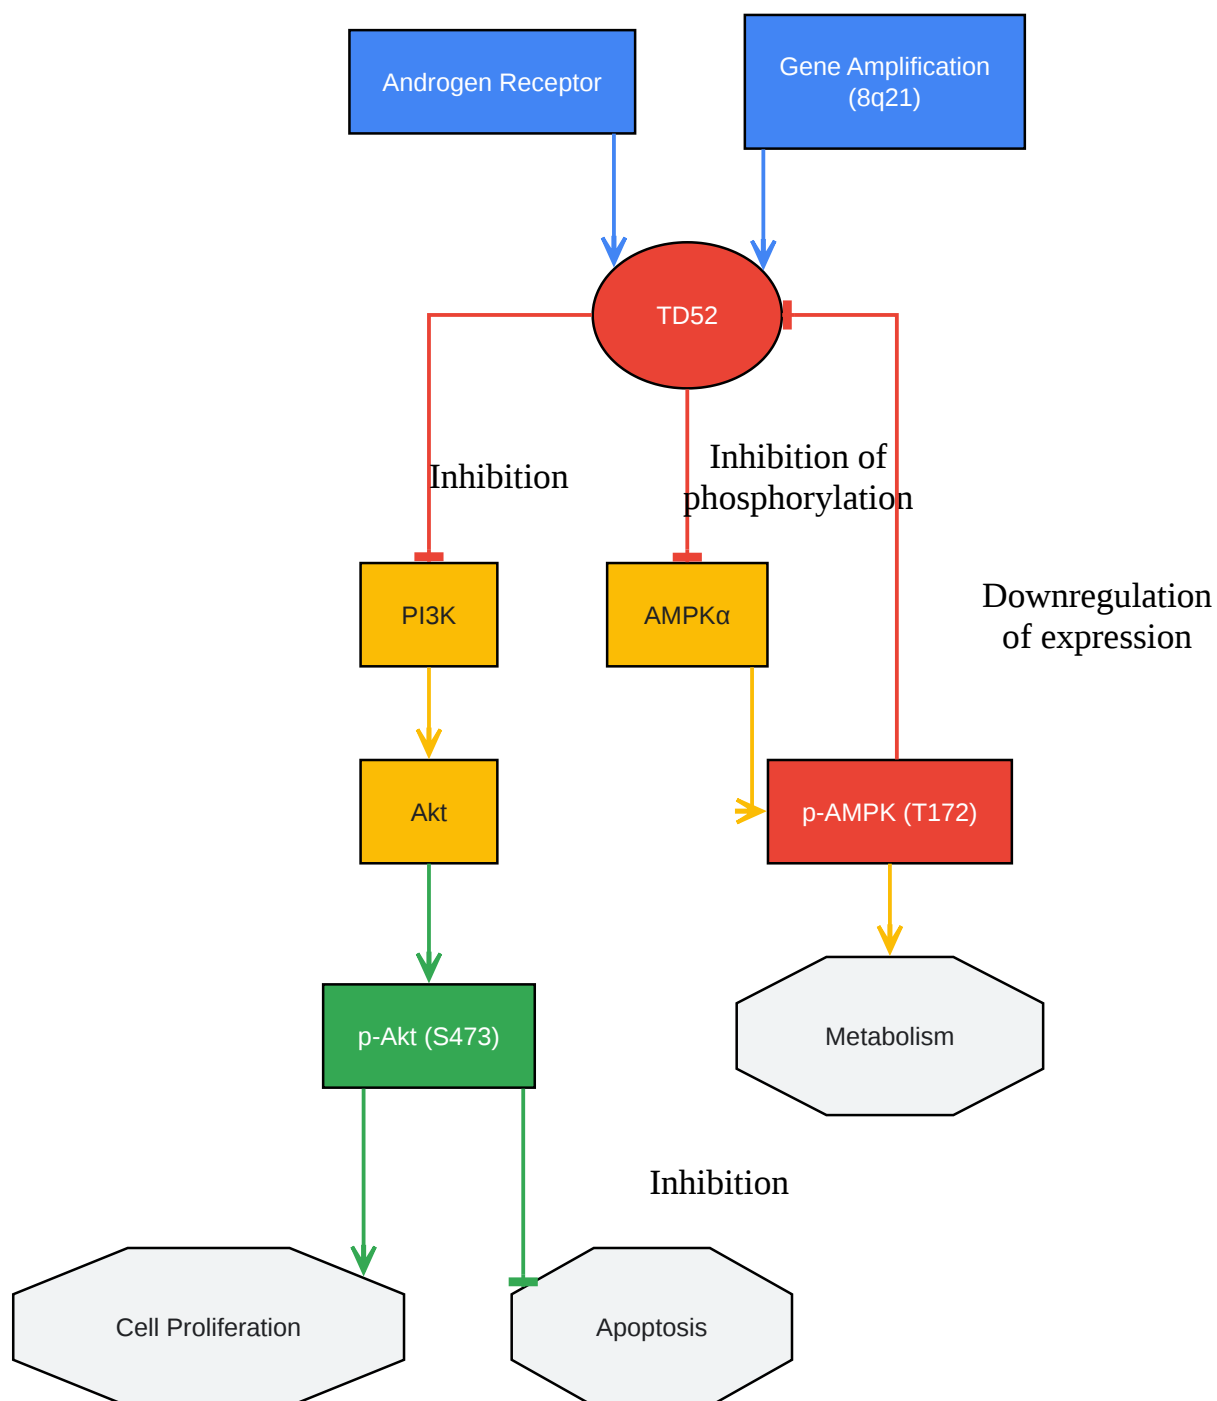 Androgen Receptor
Gene Amplification
(8q21)
TD52
Inhibition
Inhibition of
phosphorylation
Downregulation
of expression
PI3K
AMPKα
Akt
p-AMPK (T172)
p-Akt (S473)
Metabolism
Inhibition
Cell Proliferation
Apoptosis